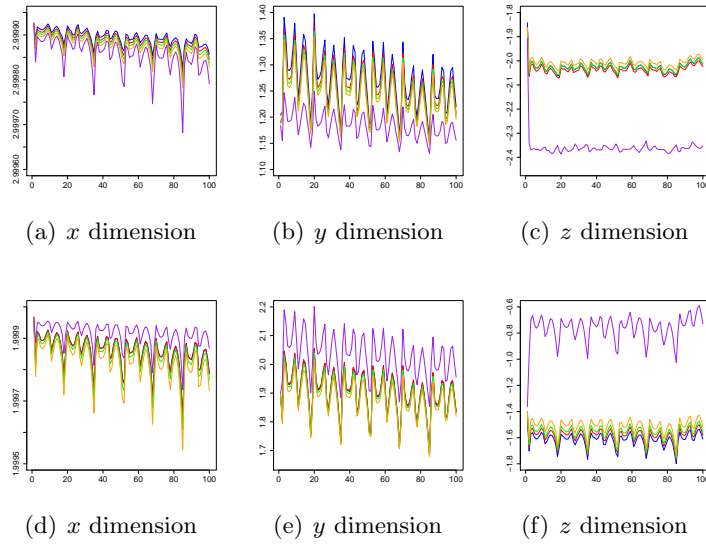 2.99960 2.99970 2.99980 2.99990
0 20 40 60 80 100
1.10 1.15 1.20 1.25 1.30 1.35 1.40
0 20 40 60 80 100
−2.4 −2.3 −2.2 −2.1 −2.0 −1.9 −1.8
0 20 40 60 80 100
(a) x dimension
(b) y dimension
(c) z dimension
1.9995 1.9997 1.9999
0 20 40 60 80 100
1.7 1.8 1.9 2.0 2.1 2.2
0 20 40 60 80 100
−1.8 −1.6 −1.4 −1.2 −1.0 −0.8 −0.6
0 20 40 60 80 100
(d) x dimension
(e) y dimension
(f) z dimension